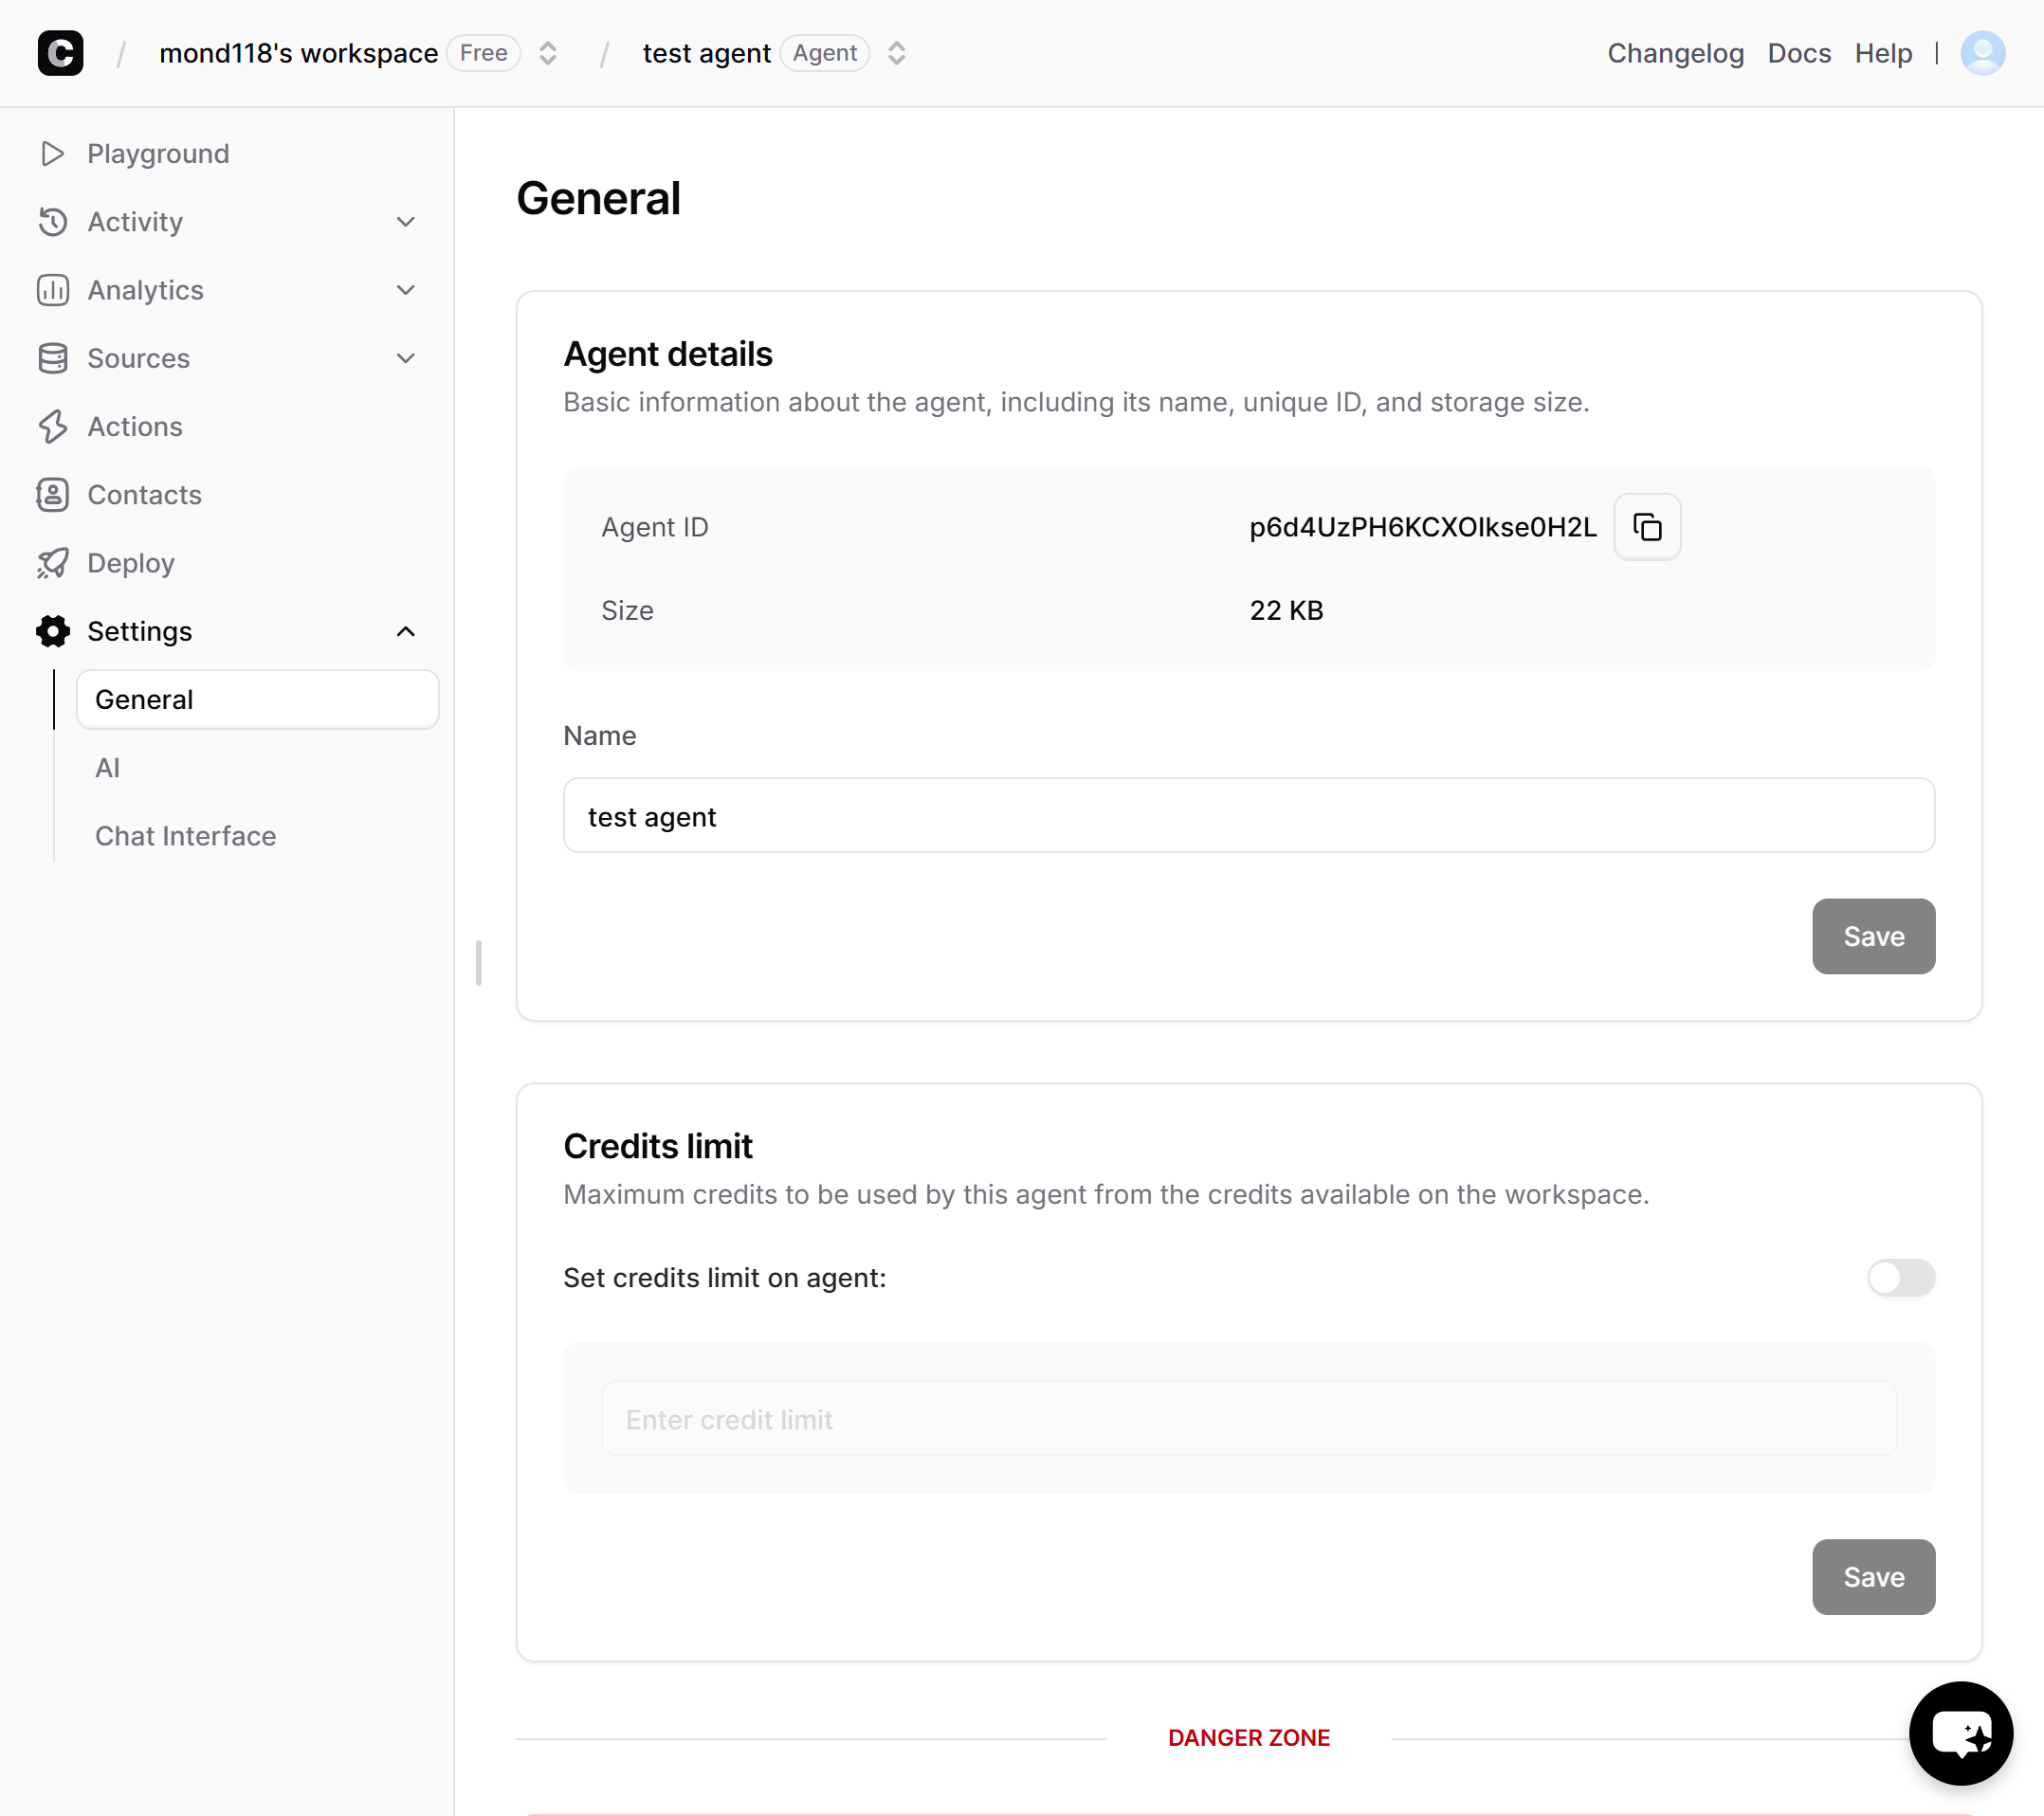 C / mond118's workspace Free / test agent Agent Changelog Docs Help |
Playground
Activity
Analytics
Sources
Actions
Contacts
Deploy
Settings
General
AI
Chat Interface
General
Agent details
Basic information about the agent, including its name, unique ID, and storage size.
Agent ID p6d4UzPH6KCXOIkse0H2L
Size 22 KB
Name
test agent
Save
Credits limit
Maximum credits to be used by this agent from the credits available on the workspace.
Set credits limit on agent:
Enter credit limit
Save
DANGER ZONE